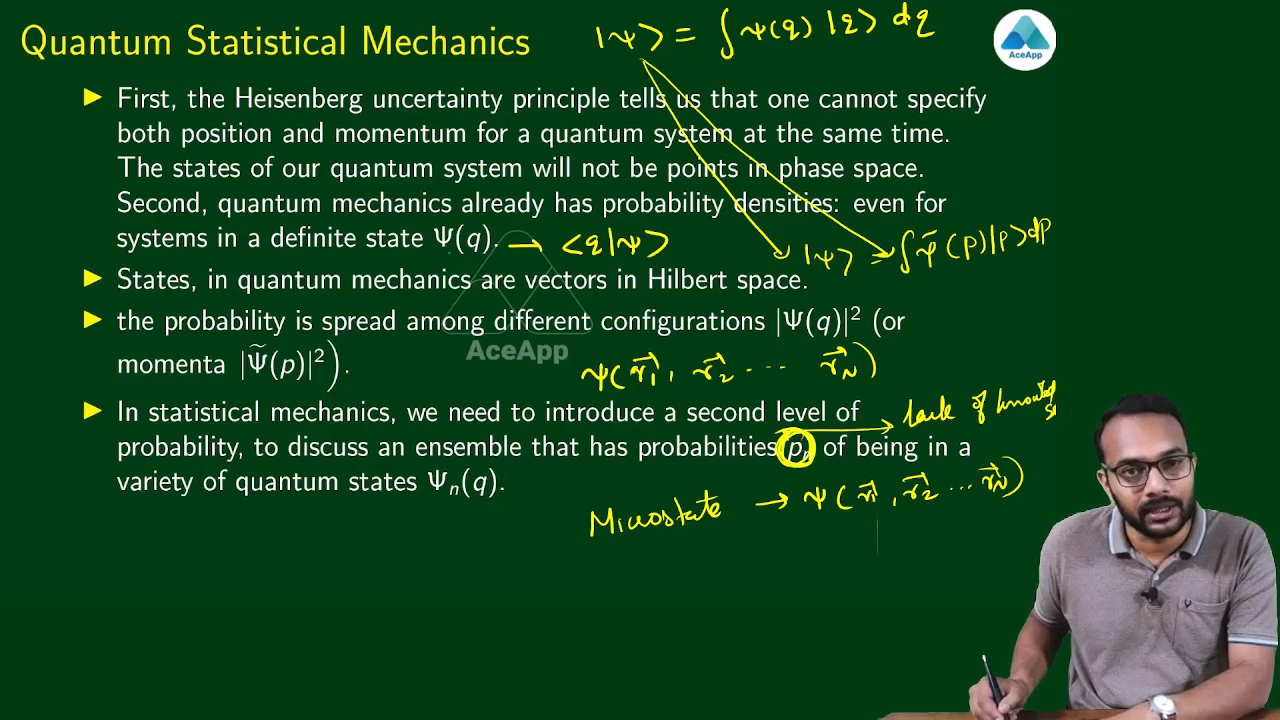 Quantum Statistical Mechanics
|ψ> = ∫ψ(q) |q> dq
AceApp
▶ First, the Heisenberg uncertainty principle tells us that one cannot specify
both position and momentum for a quantum system at the same time.
The states of our quantum system will not be points in phase space.
Second, quantum mechanics already has probability densities: even for
systems in a definite state Ψ(q). → <q|ψ>
|ψ> = ∫ψ̃(p)|p>dp
▶ States, in quantum mechanics are vectors in Hilbert space.
▶ the probability is spread among different configurations |Ψ(q)|² (or
momenta |Ψ̃(p)|²).
AceApp
ψ(r⃗₁, r⃗₂ ... r⃗N)
▶ In statistical mechanics, we need to introduce a second level of
→ lack of
probability, to discuss an ensemble that has probabilities pₙ of being in a
variety of quantum states Ψₙ(q).
Microstate → ψ(r⃗₁, r⃗₂ ... r⃗N)